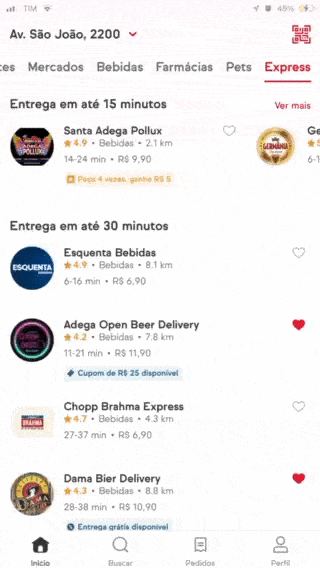 TIM
45%
Av. São João, 2200
tes Mercados Bebidas Farmácias Pets Express
Entrega em até 15 minutos
Ver mais
Santa Adega Pollux
4.9 • Bebidas • 2.1 km
14-24 min • R$ 9,90
Peça 4 vezes, ganhe R$ 5
ADEGA
POLLUX
GERMÂNIA
Ge
6-1
Entrega em até 30 minutos
ESQUENTA
Esquenta Bebidas
4.9 • Bebidas • 8.1 km
6-16 min • R$ 6,90
Adega Open Beer Delivery
4.2 • Bebidas • 7.8 km
11-21 min • R$ 11,90
Cupom de R$ 25 disponível
BRAHMA
Chopp Brahma Express
4.7 • Bebidas • 4.3 km
27-37 min • R$ 6,90
DAMA
Dama Bier Delivery
4.3 • Bebidas • 8.8 km
28-38 min • R$ 10,90
Entrega grátis disponível
Início Buscar Pedidos Perfil